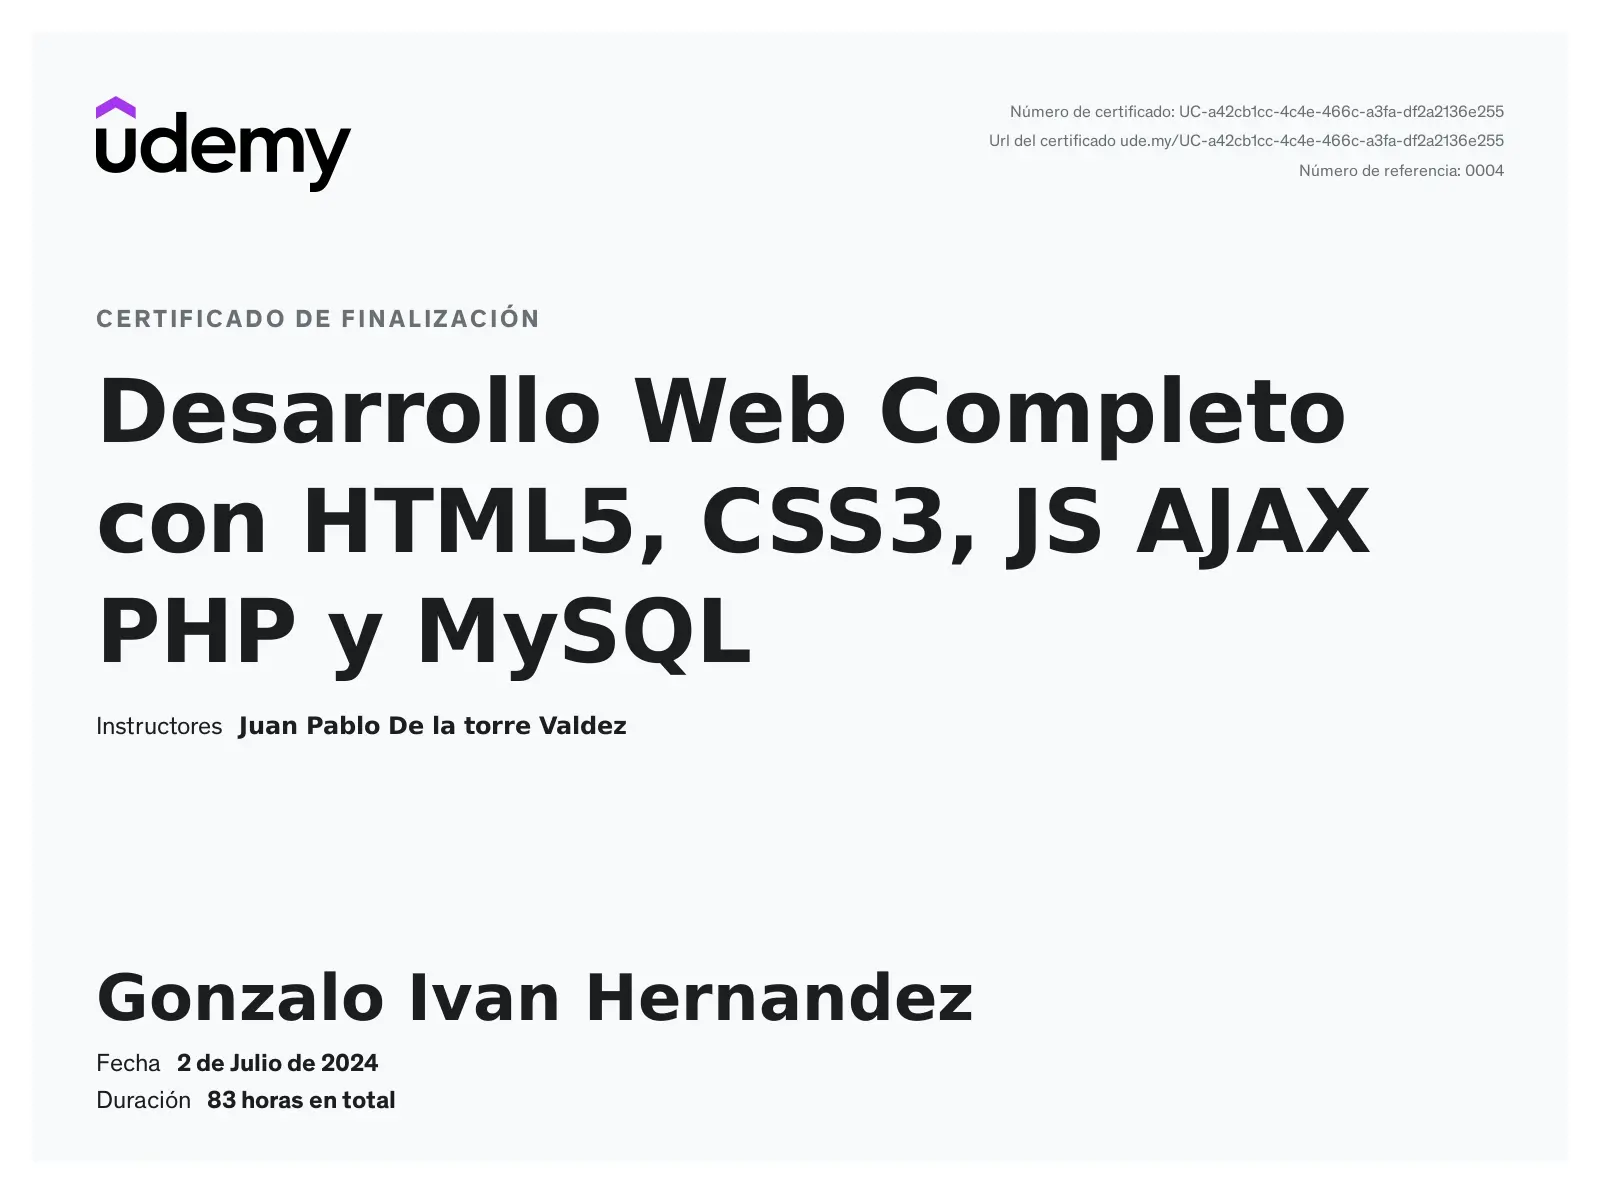 udemy
Número de certificado: UC-a42cb1cc-4c4e-466c-a3fa-df2a2136e255
Url del certificado ude.my/UC-a42cb1cc-4c4e-466c-a3fa-df2a2136e255
Número de referencia: 0004
CERTIFICADO DE FINALIZACIÓN
Desarrollo Web Completo
con HTML5, CSS3, JS AJAX
PHP y MySQL
Instructores Juan Pablo De la torre Valdez
Gonzalo Ivan Hernandez
Fecha 2 de Julio de 2024
Duración 83 horas en total